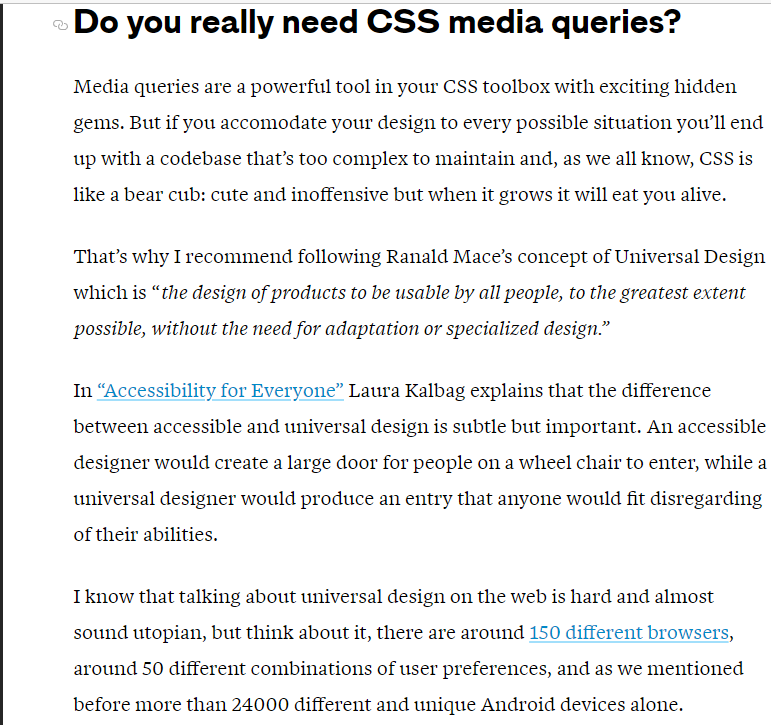 Do you really need CSS media queries?
Media queries are a powerful tool in your CSS toolbox with exciting hidden
gems. But if you accomodate your design to every possible situation you’ll end
up with a codebase that’s too complex to maintain and, as we all know, CSS is
like a bear cub: cute and inoffensive but when it grows it will eat you alive.
That’s why I recommend following Ranald Mace’s concept of Universal Design
which is “the design of products to be usable by all people, to the greatest extent
possible, without the need for adaptation or specialized design.”
In “Accessibility for Everyone” Laura Kalbag explains that the difference
between accessible and universal design is subtle but important. An accessible
designer would create a large door for people on a wheel chair to enter, while a
universal designer would produce an entry that anyone would fit disregarding
of their abilities.
I know that talking about universal design on the web is hard and almost
sound utopian, but think about it, there are around 150 different browsers,
around 50 different combinations of user preferences, and as we mentioned
before more than 24000 different and unique Android devices alone.